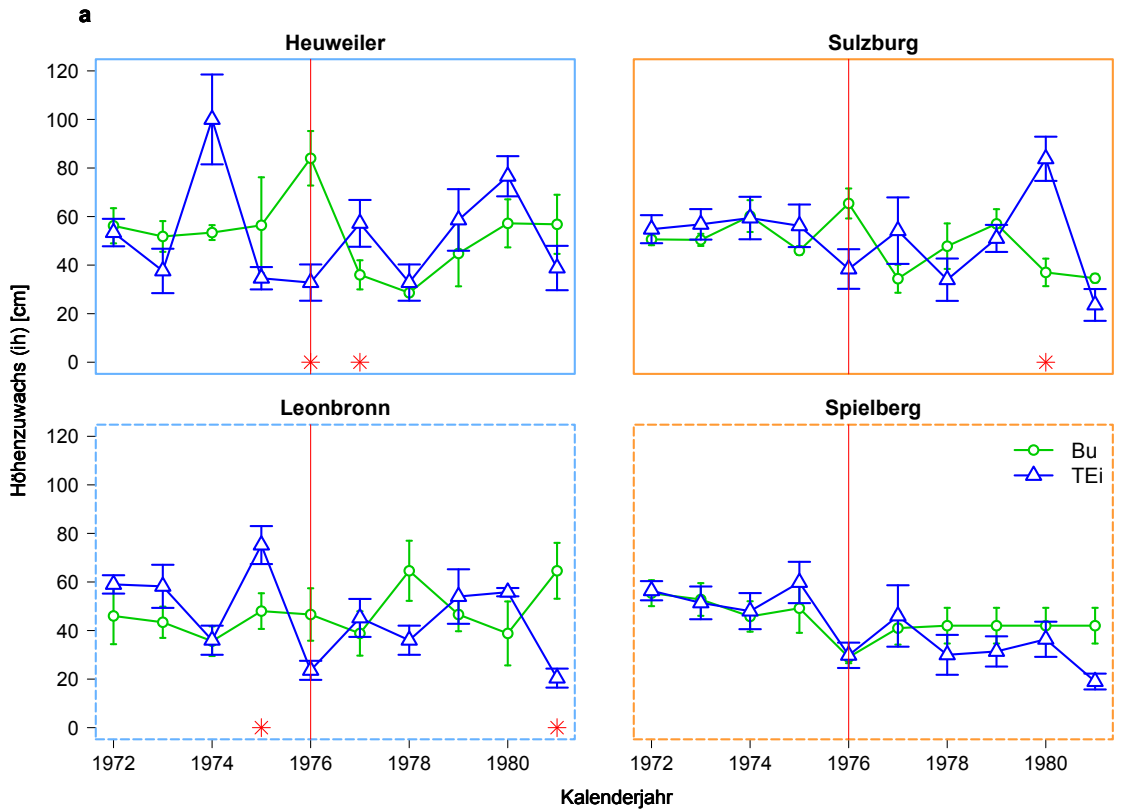 a
Heuweiler
Sulzburg
120
100
80
60
40
20
0
Leonbronn
Spielberg
120
100
80
60
40
20
0
Bu
TEi
Höhenzuwachs (ih) [cm]
1972 1974 1976 1978 1980
1972 1974 1976 1978 1980
Kalenderjahr